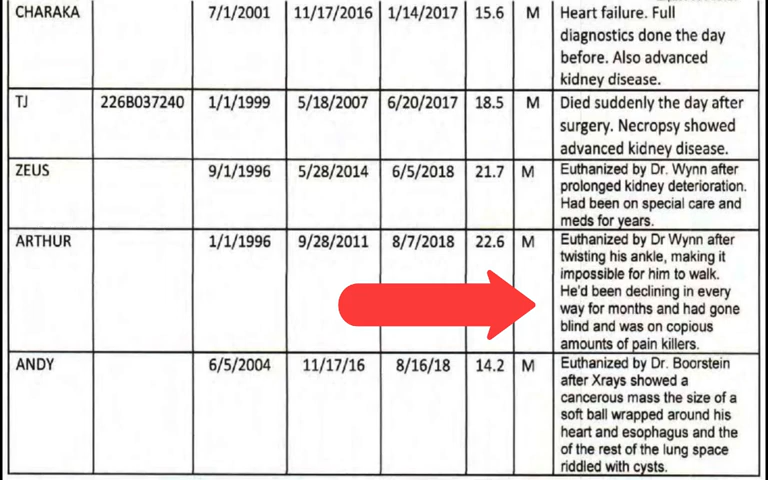 CHARAKA 7/1/2001 11/17/2016 1/14/2017 15.6 M Heart failure. Full
diagnostics done the day
before. Also advanced
kidney disease.
TJ 226B037240 1/1/1999 5/18/2007 6/20/2017 18.5 M Died suddenly the day after
surgery. Necropsy showed
advanced kidney disease.
ZEUS 9/1/1996 5/28/2014 6/5/2018 21.7 M Euthanized by Dr. Wynn after
prolonged kidney deterioration.
Had been on special care and
meds for years.
ARTHUR 1/1/1996 9/28/2011 8/7/2018 22.6 M Euthanized by Dr Wynn after
twisting his ankle, making it
impossible for him to walk.
He'd been declining in every
way for months and had gone
blind and was on copious
amounts of pain killers.
ANDY 6/5/2004 11/17/16 8/16/18 14.2 M Euthanized by Dr. Boorstein
after Xrays showed a
cancerous mass the size of a
soft ball wrapped around his
heart and esophagus and the
of the rest of the lung space
riddled with cysts.